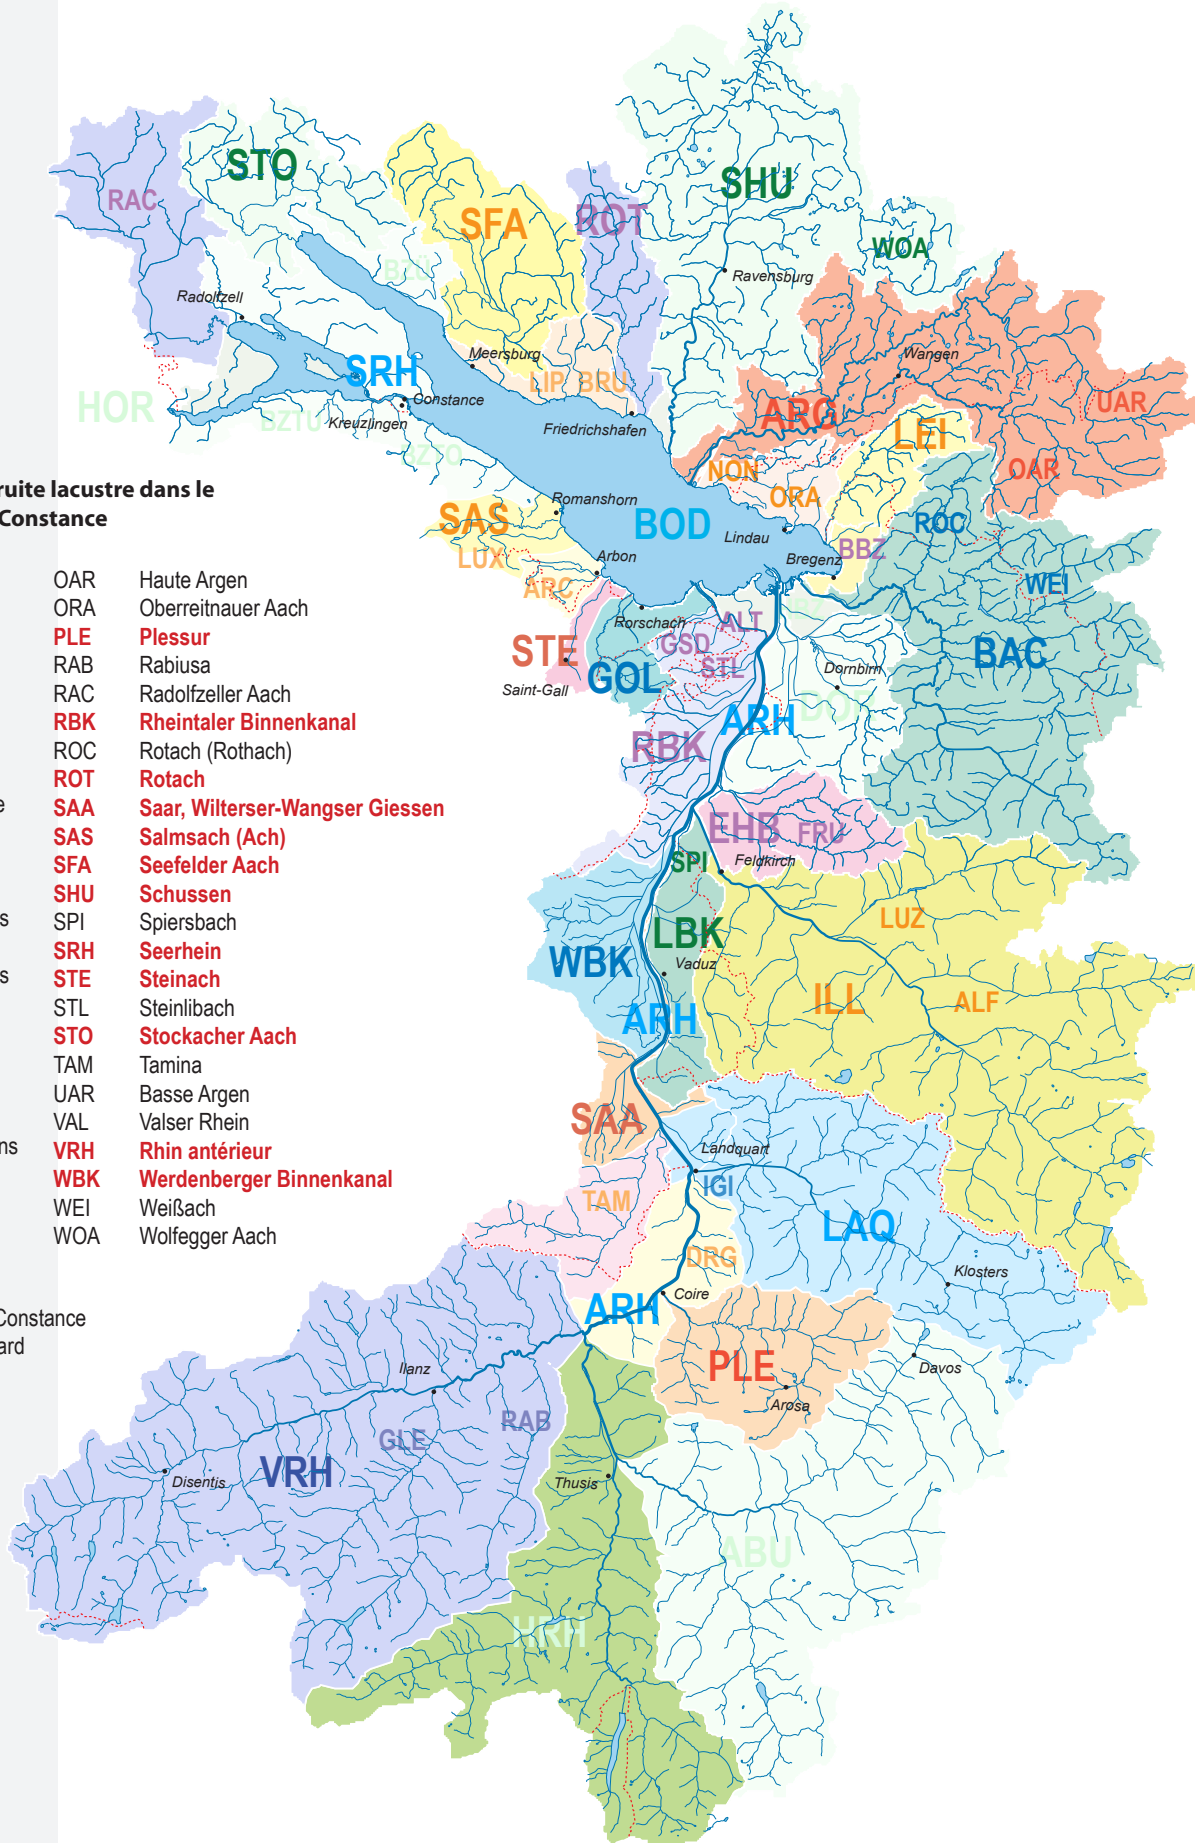 STO
SHU
RAC
SFA
ROT
WOA
BZÜ
Ravensburg
Radolfzell
Meersburg
Wangen
SRH
LIP
BRU
HOR
Constance
ARG
UAR
BZTU
Kreuzlingen
Friedrichshafen
LEI
BZTO
NON
OAR
ruite lacustre dans le
Constance
Romanshorn
ORA
SAS
BOD
Lindau
ROC
LUX
Arbon
Bregenz
BBZ
OAR Haute Argen
ARC
WEI
ORA Oberreitnauer Aach
Rorschach
ALT
PLE Plessur
STE
GSD
BAC
RAB Rabiusa
STL
Dornbirn
RAC Radolfzeller Aach
Saint-Gall
GOL
DOR
RBK Rheintaler Binnenkanal
ARH
ROC Rotach (Rothach)
RBK
ROT Rotach
e
SAA Saar, Wilterser-Wangser Giessen
SAS Salmsach (Ach)
EHB
FRU
SFA Seefelder Aach
SPI
Feldkirch
SHU Schussen
s
SPI Spiersbach
LUZ
SRH Seerhein
LBK
s
STE Steinach
WBK
Vaduz
STL Steinlibach
ILL
ALF
STO Stockacher Aach
ARH
TAM Tamina
UAR Basse Argen
VAL Valser Rhein
SAA
ns
VRH Rhin antérieur
Landquart
WBK Werdenberger Binnenkanal
IGI
WEI Weißach
TAM
WOA Wolfegger Aach
LAQ
DRG
Klosters
Constance
ARH
Coire
ard
Ilanz
PLE
Davos
Arosa
RAB
GLE
VRH
Disentis
Thusis
ABU
HRH